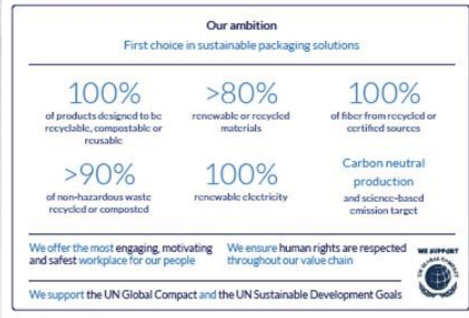 Our ambition
First choice in sustainable packaging solutions
100%
of products designed to be
recyclable, compostable or
reusable
>80%
renewable or recycled
materials
100%
of fiber from recycled or
certified sources
>90%
of non-hazardous waste
recycled or composted
100%
renewable electricity
Carbon neutral
production
and science-based
emission target
We offer the most engaging, motivating
and safest workplace for our people
We ensure human rights are respected
throughout our value chain
WE SUPPORT
UN GLOBAL COMPACT
We support the UN Global Compact and the UN Sustainable Development Goals